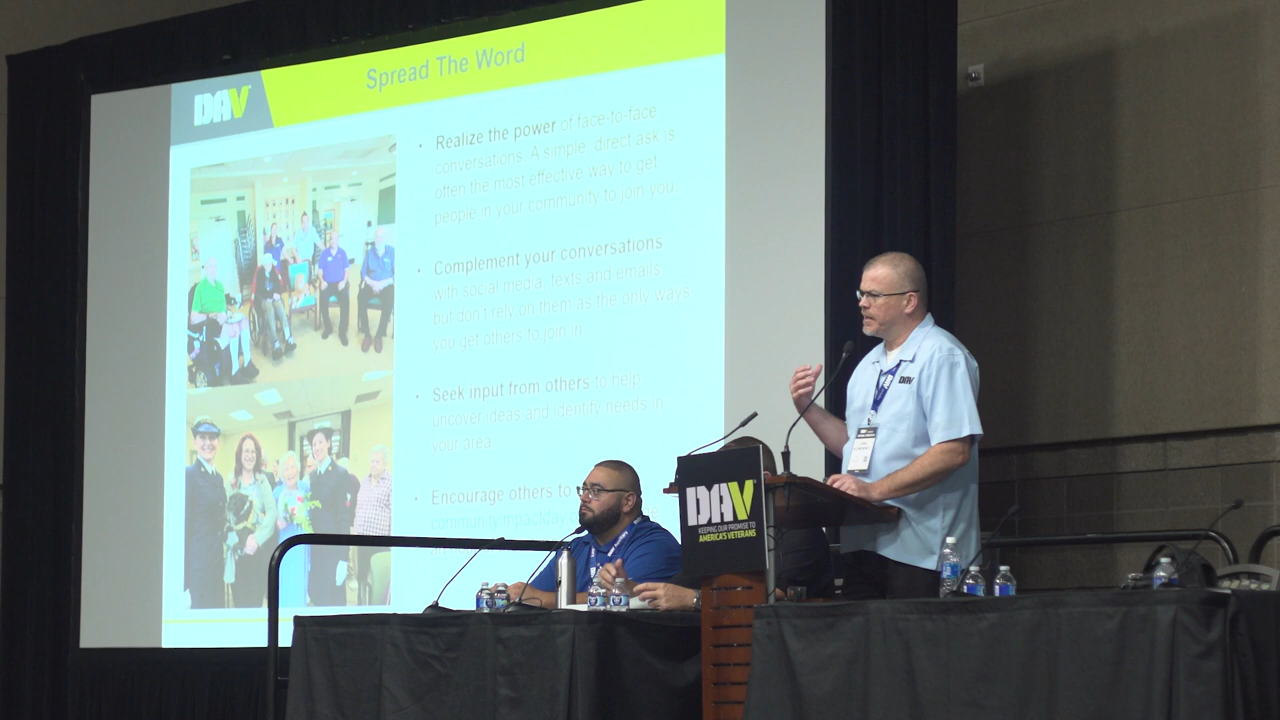 Spread The Word
DAV
• Realize the power of face-to-face
conversations. A simple, direct ask is
often the most effective way to get
people in your community to join you.
• Complement your conversations
with social media, texts and emails,
but don't rely on them as the only ways
you get others to join in.
• Seek input from others to help
uncover ideas and identify needs in
your area.
• Encourage others to
communityimpactday
DAV
DAV
KEEPING OUR PROMISE TO
AMERICA'S VETERANS